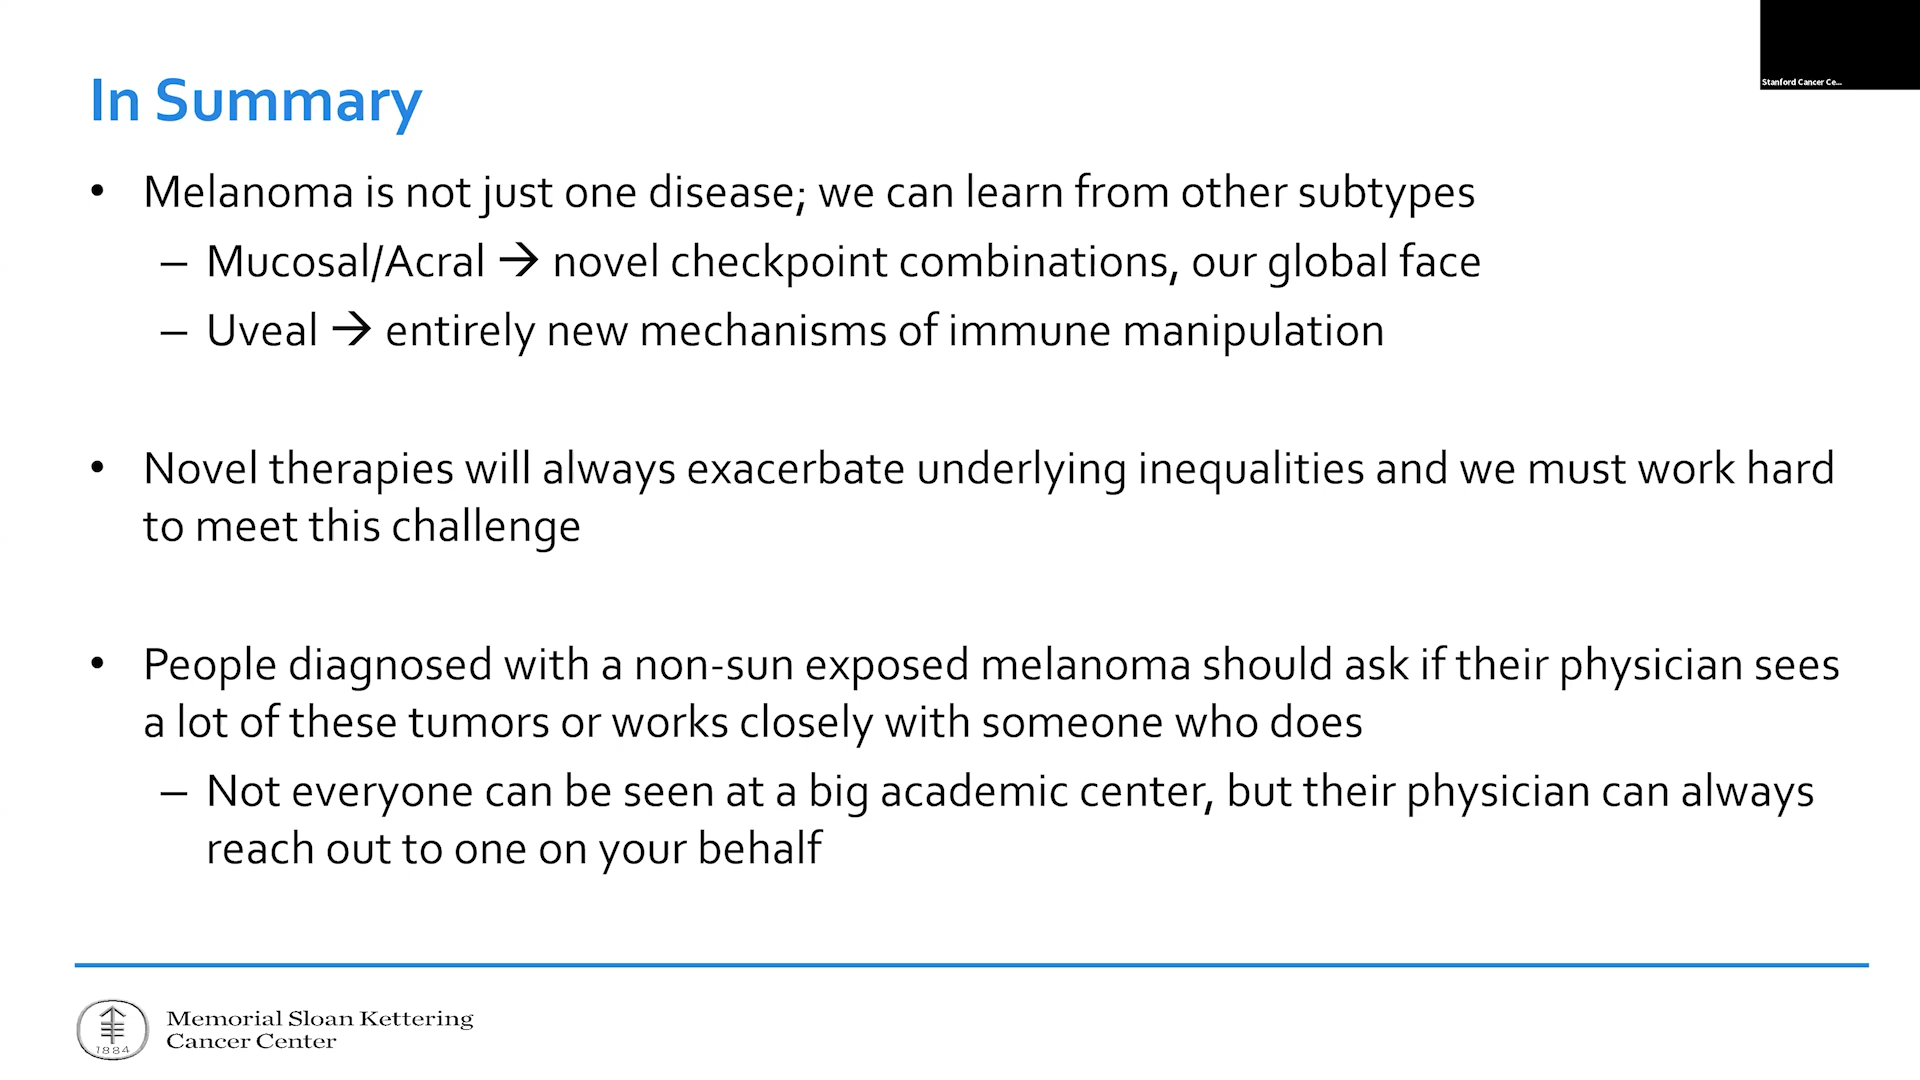 Stanford Cancer Ce...
In Summary
• Melanoma is not just one disease; we can learn from other subtypes
– Mucosal/Acral → novel checkpoint combinations, our global face
– Uveal → entirely new mechanisms of immune manipulation
• Novel therapies will always exacerbate underlying inequalities and we must work hard
to meet this challenge
• People diagnosed with a non-sun exposed melanoma should ask if their physician sees
a lot of these tumors or works closely with someone who does
– Not everyone can be seen at a big academic center, but their physician can always
reach out to one on your behalf
1884
Memorial Sloan Kettering
Cancer Center